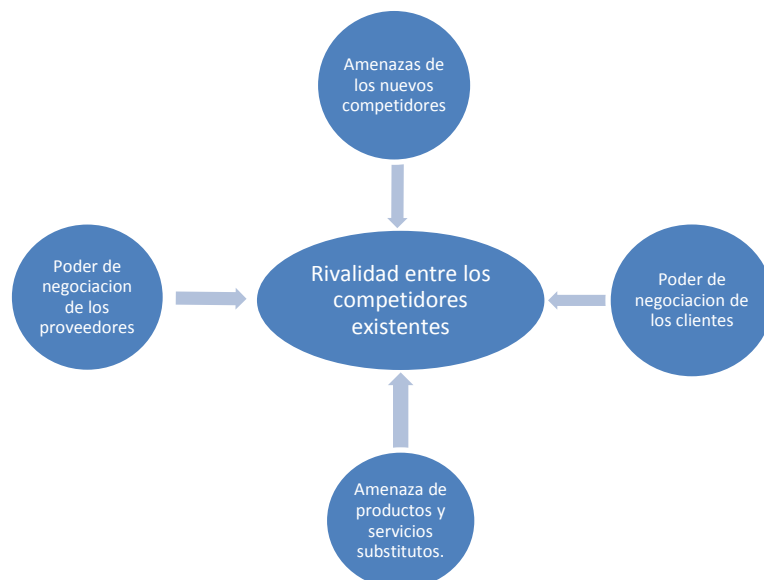 Amenazas de
los nuevos
competidores
Poder de
negociacion
de los
proveedores
Rivalidad entre los
competidores
existentes
Poder de
negociacion de
los clientes
Amenaza de
productos y
servicios
substitutos.